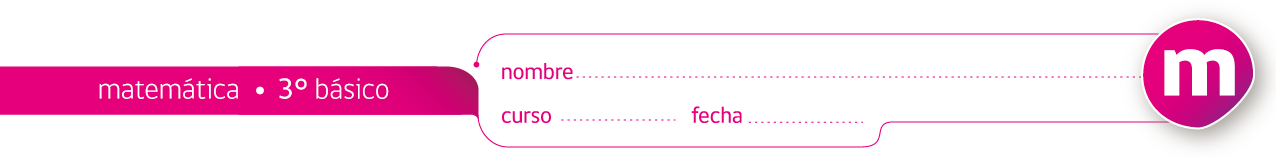 matemática • 3° básico
nombre
curso fecha
m